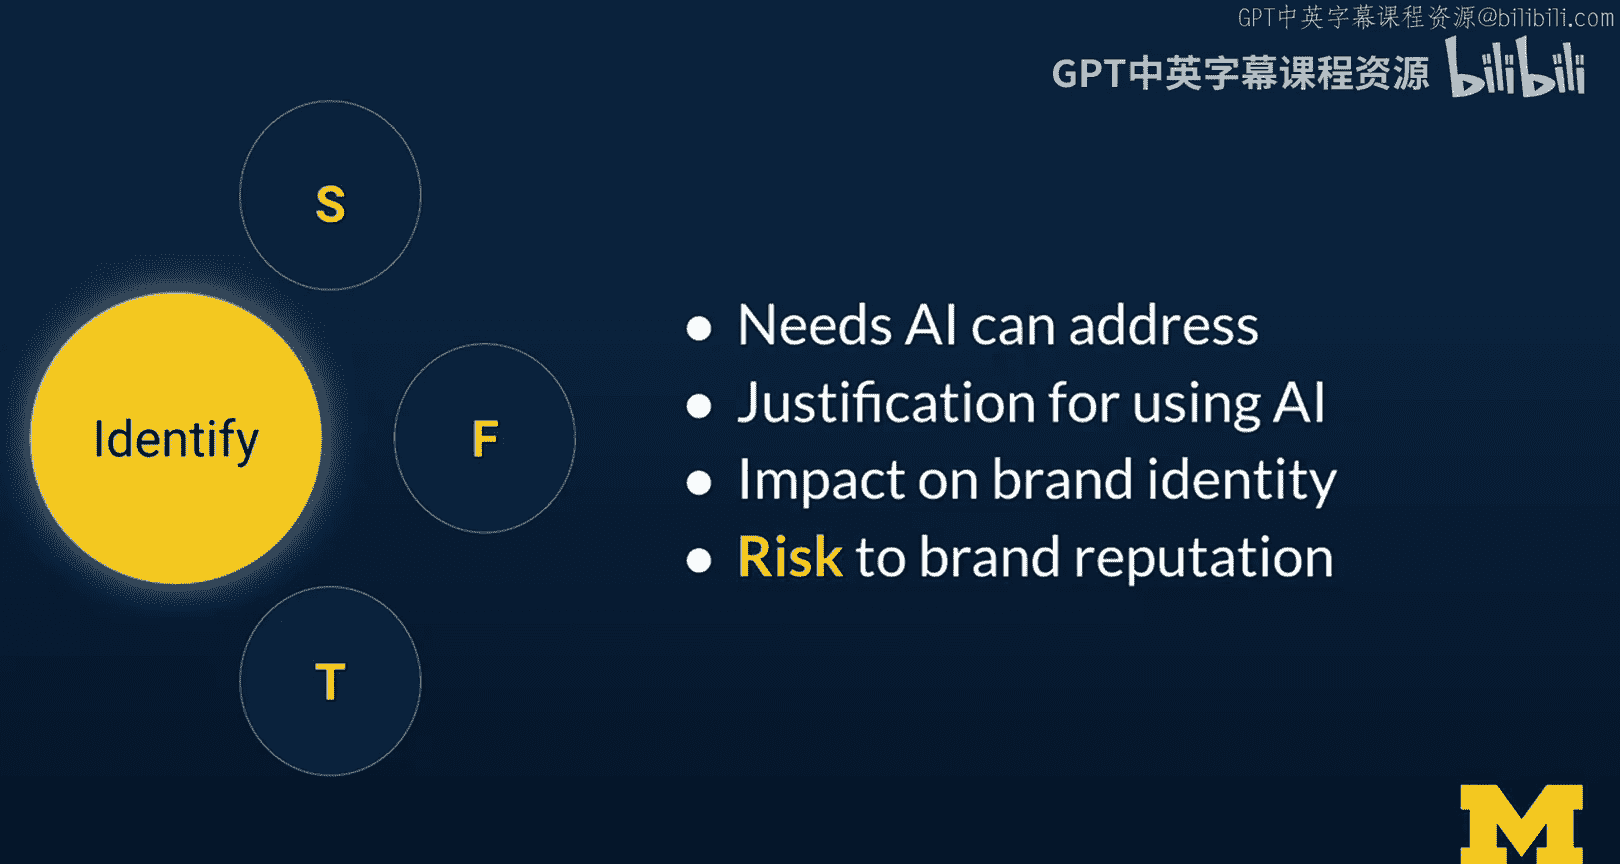 GPT中英字幕课程资源@bilibili.com
GPT中英字幕课程资源 bilibili
S
Identify
F
T
● Needs AI can address
● Justification for using AI
● Impact on brand identity
● Risk to brand reputation
M